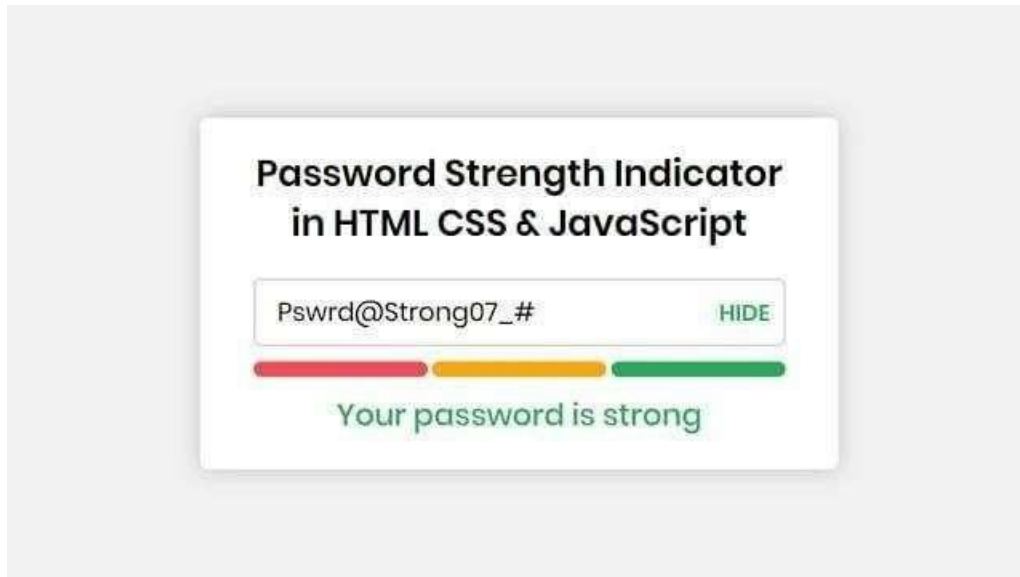 Password Strength Indicator
in HTML CSS & JavaScript
Pswrd@Strong07_# HIDE
Your password is strong